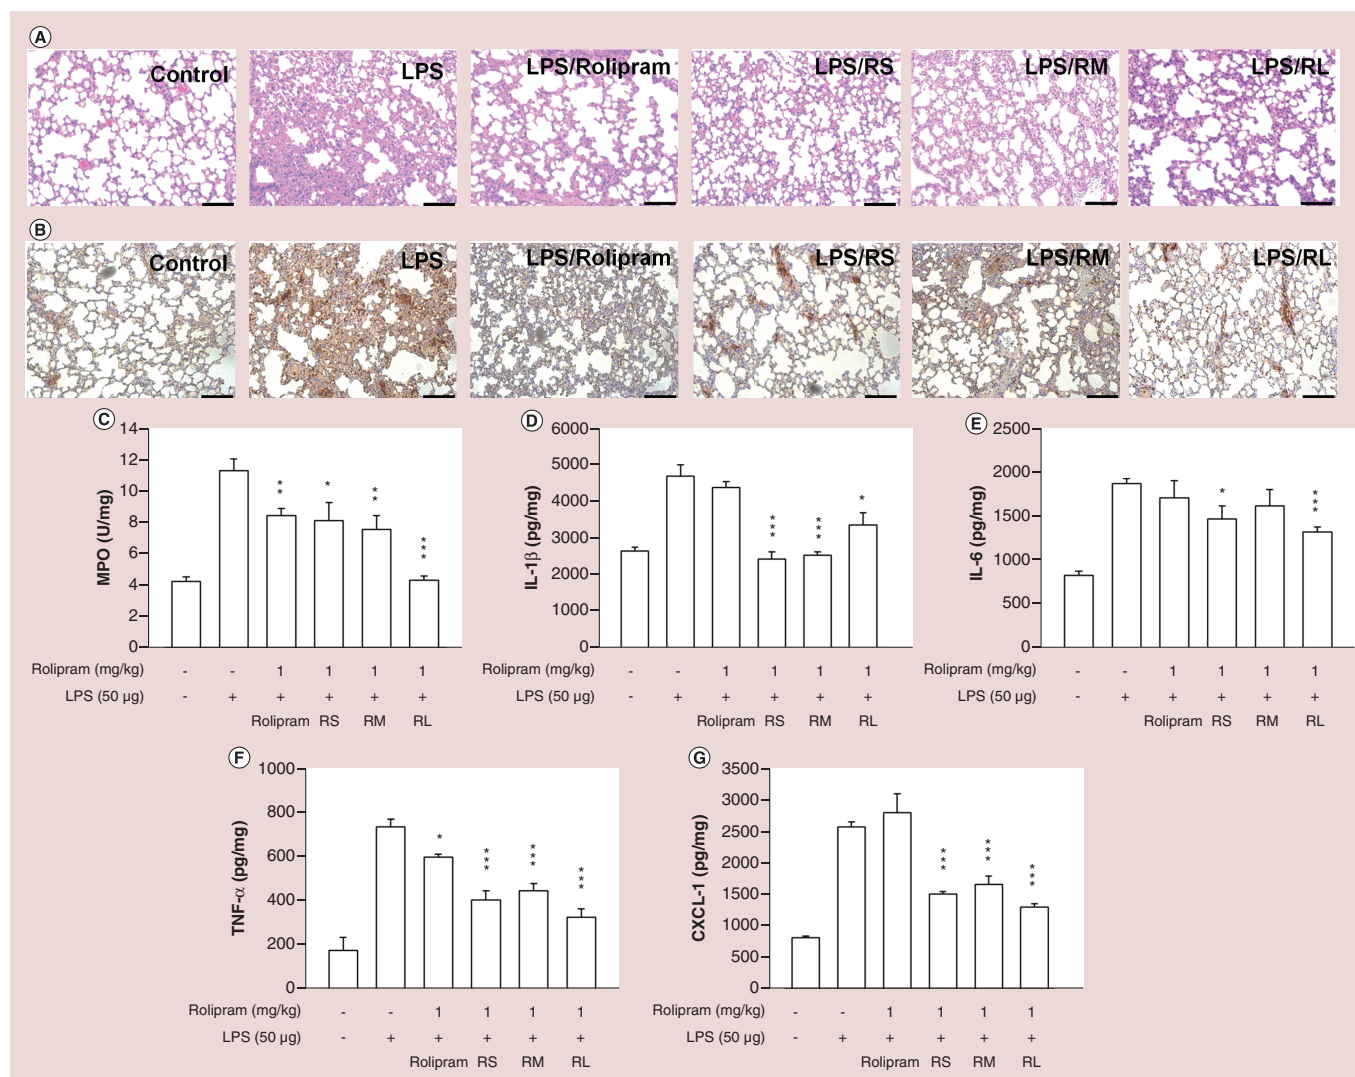 A
Control LPS LPS/Rolipram LPS/RS LPS/RM LPS/RL
B
Control LPS LPS/Rolipram LPS/RS LPS/RM LPS/RL
C
MPO (U/mg)
14
12
10
8
6
4
2
0
** * ** ***
Rolipram (mg/kg) - - 1 1 1 1
LPS (50 µg) - + + + + +
Rolipram RS RM RL
D
IL-1β (pg/mg)
6000
5000
4000
3000
2000
1000
0
*** *** *
Rolipram (mg/kg) - - 1 1 1 1
LPS (50 µg) - + + + + +
Rolipram RS RM RL
E
IL-6 (pg/mg)
2500
2000
1500
1000
500
0
* ***
Rolipram (mg/kg) - - 1 1 1 1
LPS (50 µg) - + + + + +
Rolipram RS RM RL
F
TNF-α (pg/mg)
1000
800
600
400
200
0
* *** *** ***
Rolipram (mg/kg) - - 1 1 1 1
LPS (50 µg) - + + + + +
Rolipram RS RM RL
G
CXCL-1 (pg/mg)
3500
3000
2500
2000
1500
1000
500
0
*** *** ***
Rolipram (mg/kg) - - 1 1 1 1
LPS (50 µg) - + + + + +
Rolipram RS RM RL